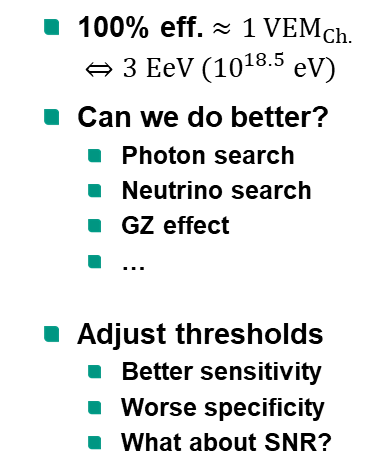 100% eff. ≈ 1 VEM_Ch.
⇔ 3 EeV (10^18.5 eV)
Can we do better?
Photon search
Neutrino search
GZ effect
…
Adjust thresholds
Better sensitivity
Worse specificity
What about SNR?